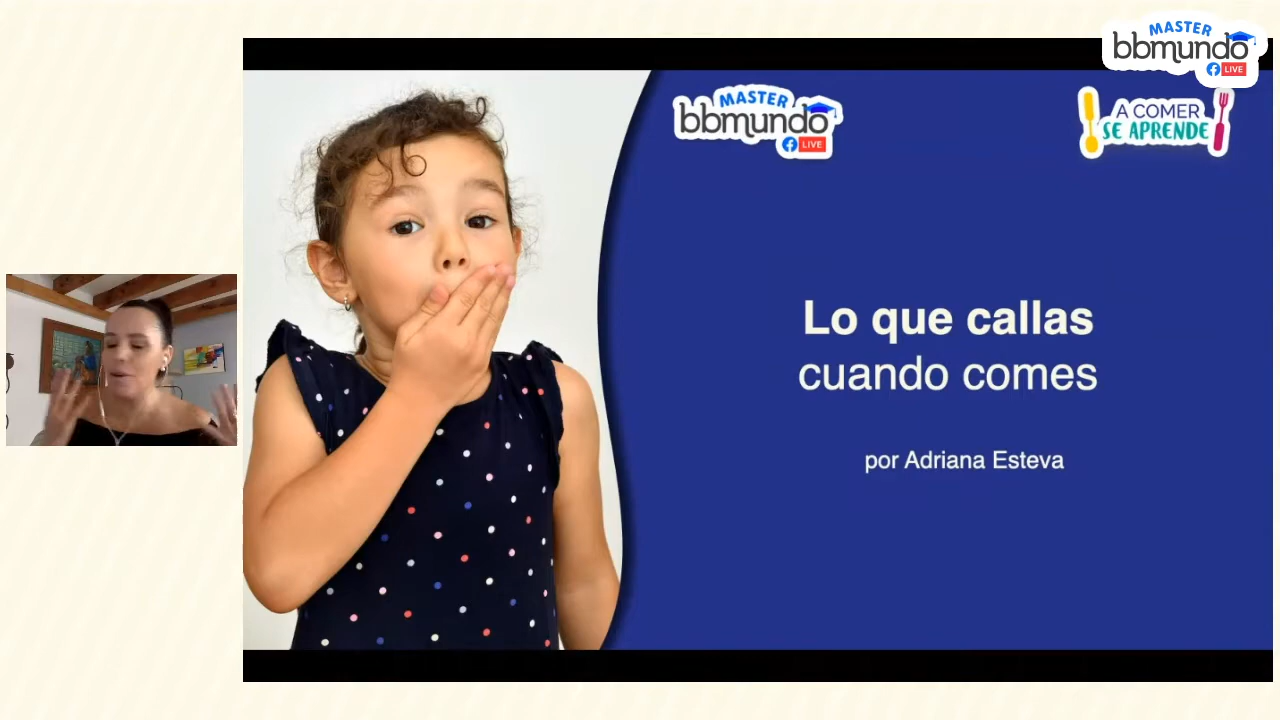 MASTER
bbmundo
LIVE
MASTER
bbmundo
LIVE
A COMER
SE APRENDE
Lo que callas
cuando comes
por Adriana Esteva